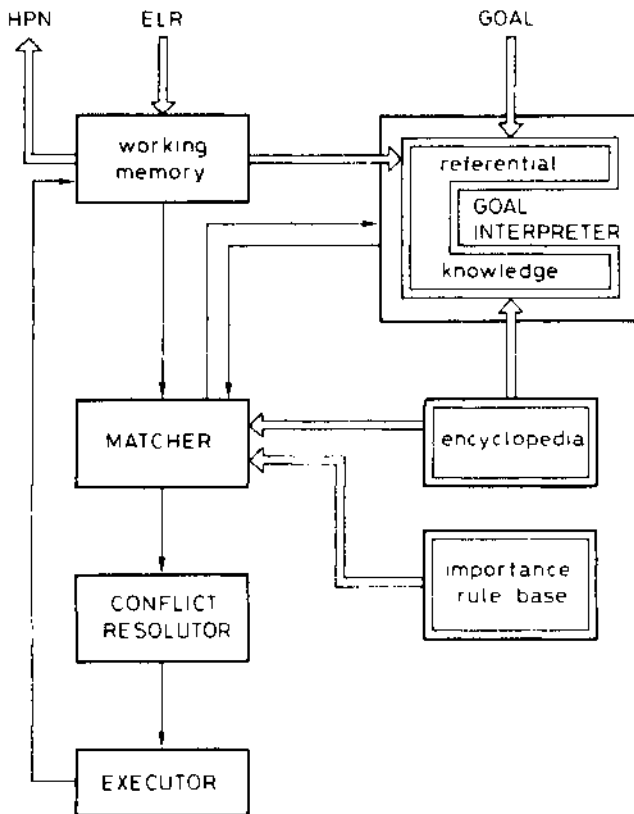 HPN
ELR
GOAL
working
memory
referential
GOAL
INTERPRETER
knowledge
MATCHER
encyclopedia
CONFLICT
RESOLUTOR
importance
rule base
EXECUTOR